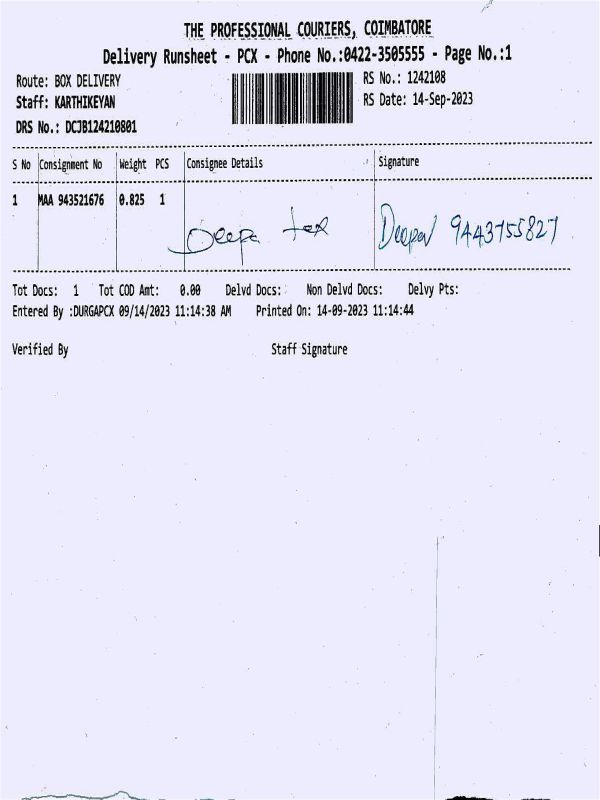 THE PROFESSIONAL COURIERS, COIMBATORE
Delivery Runsheet - PCX - Phone No.:0422-3505555 - Page No.:1
Route: BOX DELIVERY RS No.: 1242108
Staff: KARTHIKEYAN RS Date: 14-Sep-2023
DRS No.: DCJB124210801
S No Consignment No Weight PCS Consignee Details Signature
1 MAA 943521676 0.825 1
Deepa tex Deepa 9443755827
Tot Docs: 1 Tot COD Amt: 0.00 Delvd Docs: Non Delvd Docs: Delvy Pts:
Entered By :DURGAPCX 09/14/2023 11:14:38 AM Printed On: 14-09-2023 11:14:44
Verified By Staff Signature